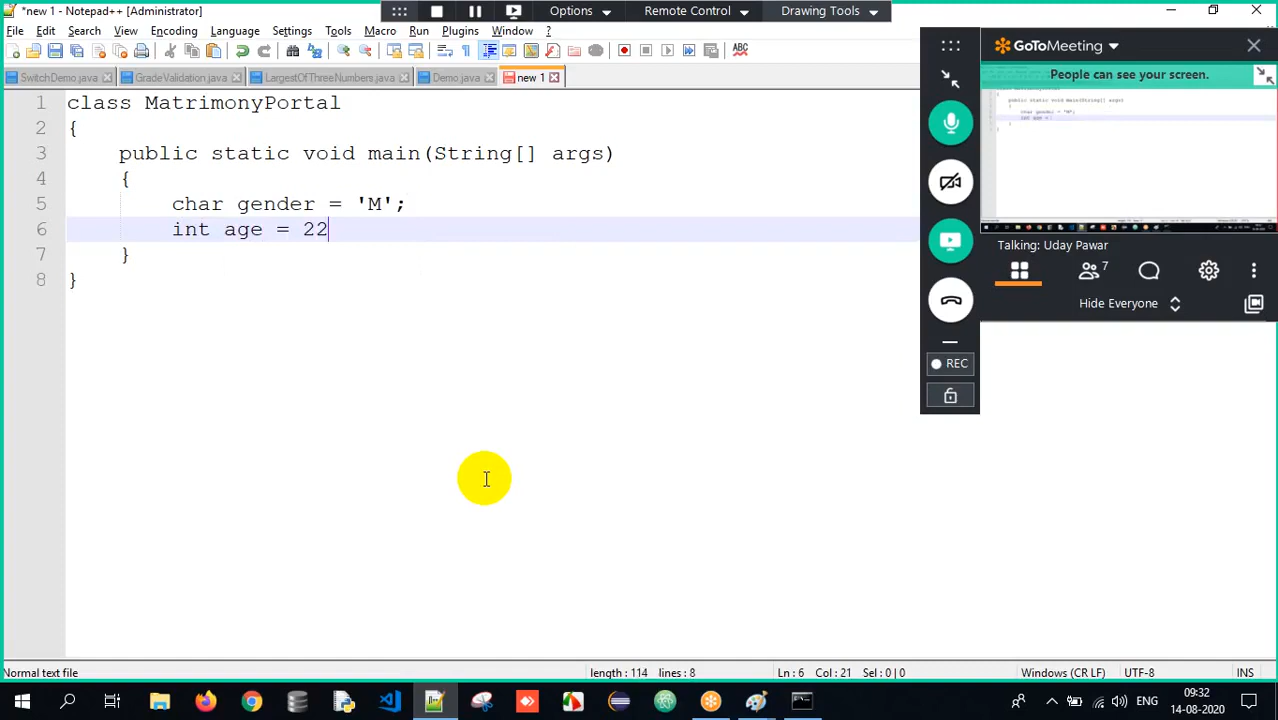 *new 1 - Notepad++ [Administrator]
Options
Remote Control
Drawing Tools
File Edit Search View Encoding Language Settings Tools Macro Run Plugins Window ?
SwitchDemo.java GradeValidation.java LargestOfThreeNumbers.java Demo.java new 1
1 class MatrimonyPortal
2 {
3 public static void main(String[] args)
4 {
5 char gender = 'M';
6 int age = 22
7 }
8 }
GoToMeeting
People can see your screen.
Talking: Uday Pawar
7
Hide Everyone
REC
Normal text file
length : 114 lines : 8
Ln : 6 Col : 21 Sel : 0 | 0
Windows (CR LF)
UTF-8
INS
ENG
09:32
14-08-2020